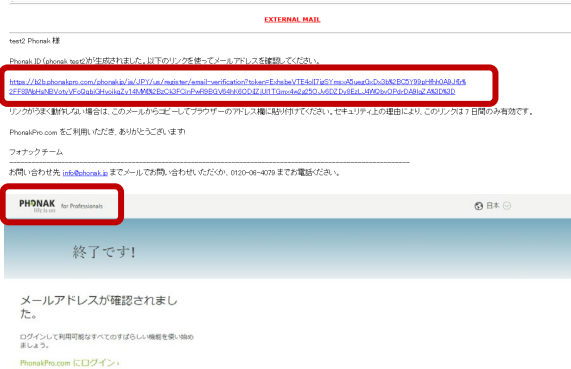 EXTERNAL MAIL
test2 Phonak 様
Phonak ID (phonak test2)が生成されました。以下のリンクを使ってメールアドレスを確認してください。
リンクがうまく動作しない場合は、このメールからコピーしてブラウザーのアドレス欄に貼り付けてください。セキュリティ上の理由により、このリンクは 7 日間のみ有効です。
PhonakPro.com をご利用いただき、ありがとうございます!
フォナックチーム
お問い合わせ先 info@phonak.jp までメールでお問い合わせいただくか、0120-06-4079 までお電話ください。
PHONAK for Professionals 日本
life is on
終了です!
メールアドレスが確認されまし
た。
ログインして利用可能なすべてのすばらしい機能を使い始め
ましょう。
PhonakPro.com にログイン ›